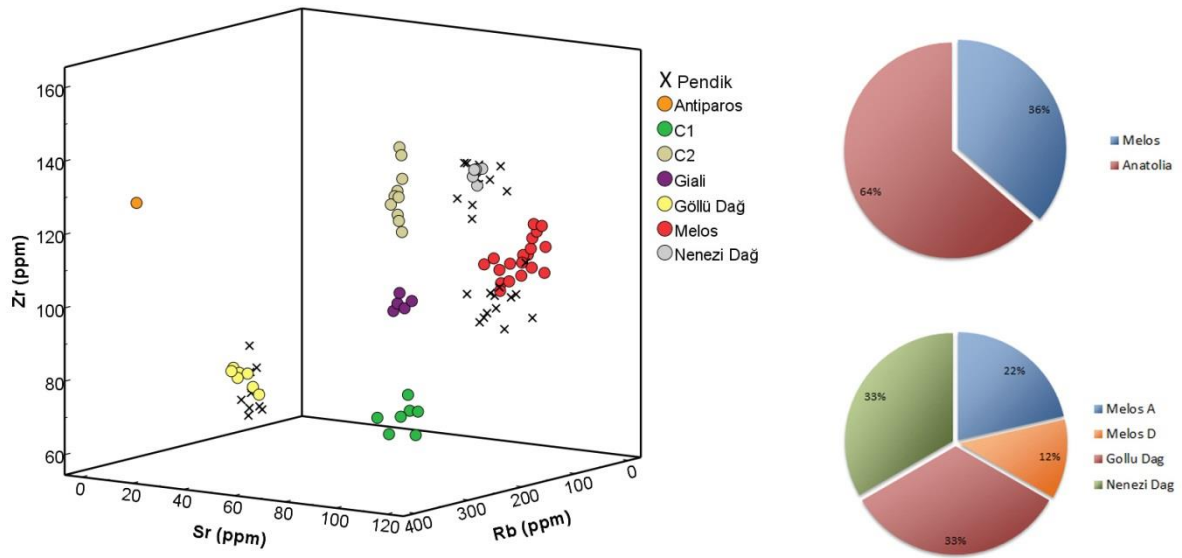 160
140
120
100
80
60
Zr (ppm)
0
20
40
60
80
100
120
Sr (ppm)
400
300
200
100
0
Rb (ppm)
X Pendik
Antiparos
C1
C2
Giali
Göllü Dağ
Melos
Nenezi Dağ
36%
64%
Melos
Anatolia
22%
12%
33%
33%
Melos A
Melos D
Gollu Dag
Nenezi Dag